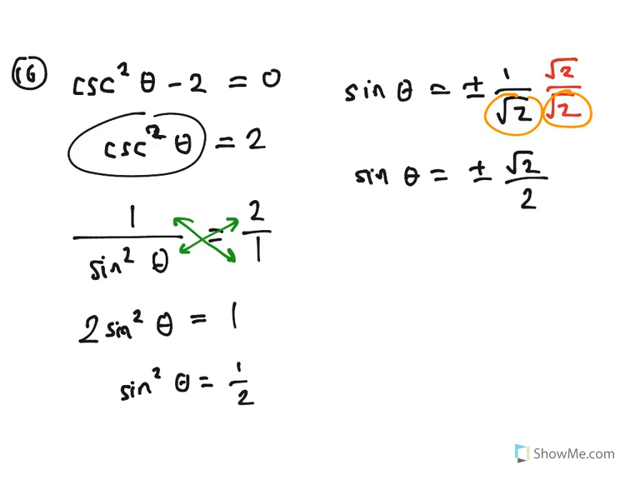 16 csc² θ - 2 = 0
csc² θ = 2
1/sin² θ = 2/1
2 sin² θ = 1
sin² θ = 1/2
sin θ = ± 1/√2 √2/√2
sin θ = ± √2/2
ShowMe.com